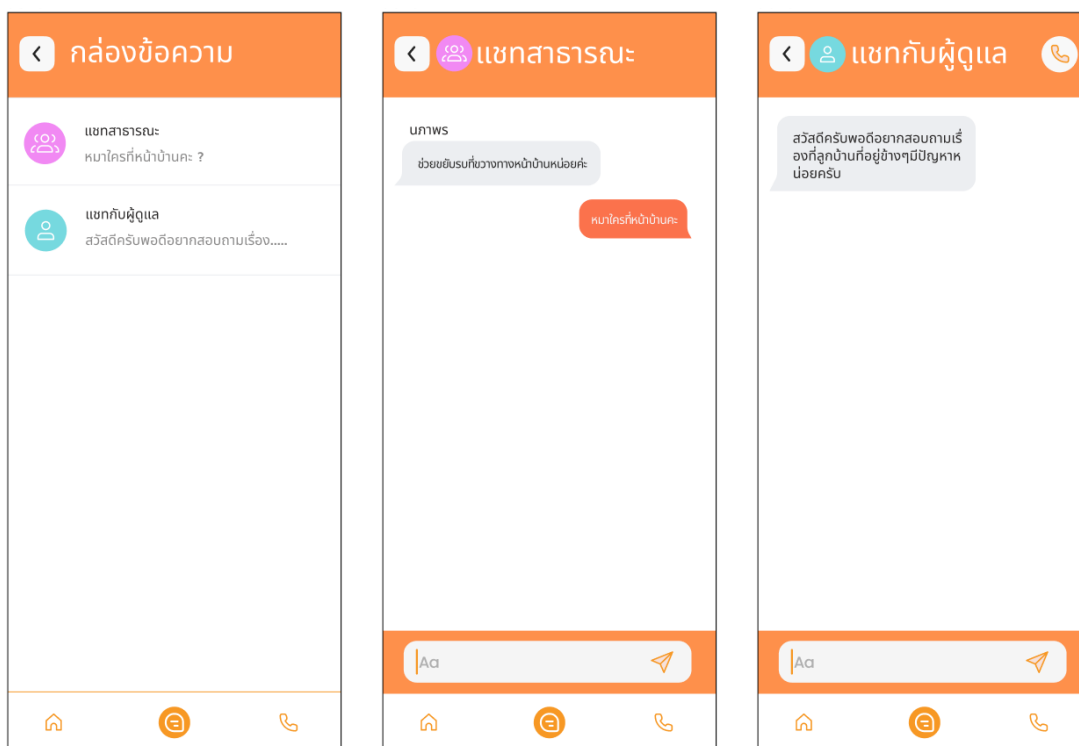 กล่องข้อความ
แชทสาธารณะ
หมาใครที่หน้าบ้านคะ ?
แชทกับผู้ดูแล
สวัสดีครับพอดีอยากสอบถามเรื่อง.....
แชทสาธารณะ
นภาพร
ช่วยขยับรบที่ขวางทางหน้าบ้านหน่อยค่ะ
หมาใครที่หน้าบ้านคะ
Aa
แชทกับผู้ดูแล
สวัสดีครับพอดีอยากสอบถามเรื่
องที่ลูกบ้านที่อยู่ข้างๆมีปัญหาห
น่อยครับ
Aa